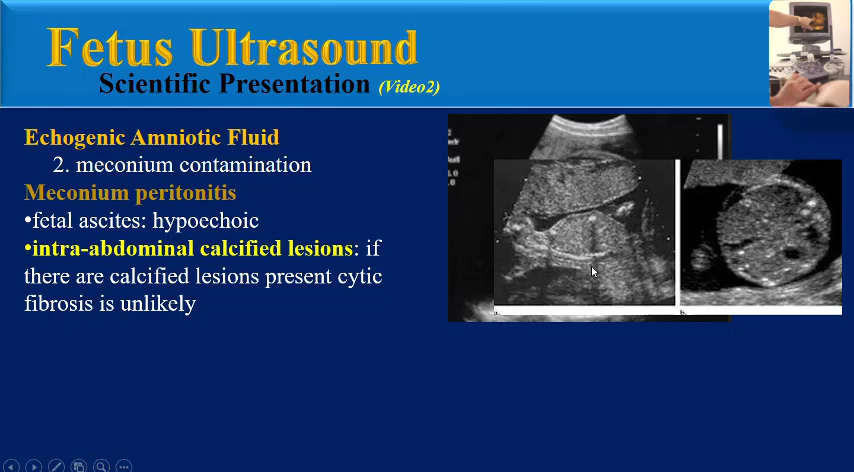 Fetus Ultrasound
Scientific Presentation (Video2)
Echogenic Amniotic Fluid
2. meconium contamination
Meconium peritonitis
•fetal ascites: hypoechoic
•intra-abdominal calcified lesions: if
there are calcified lesions present cytic
fibrosis is unlikely